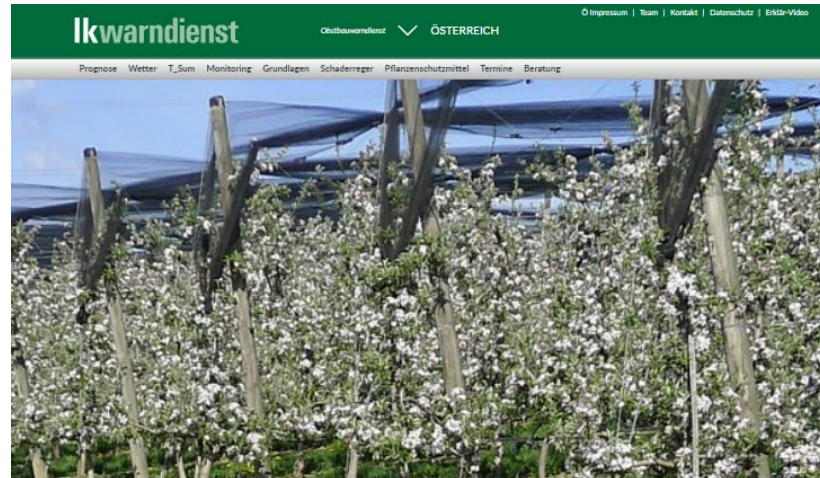 Ö Impressum | Team | Kontakt | Datenschutz | Erklär-Video
lkwarndienst
Obstbauwarndienst ÖSTERREICH
Prognose Wetter T_Sum Monitoring Grundlagen Schaderreger Pflanzenschutzmittel Termine Beratung